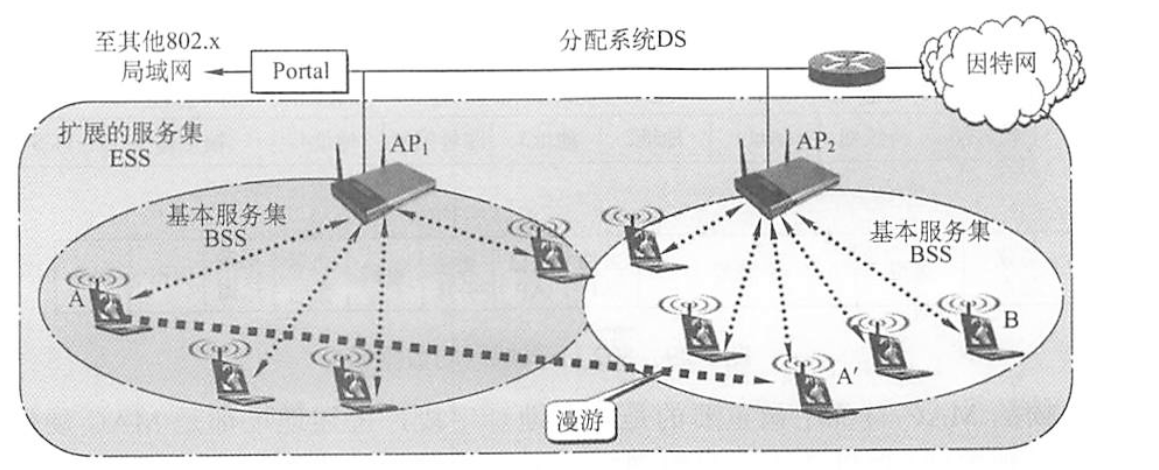 至其他802.x
局域网
Portal
分配系统DS
因特网
扩展的服务集
ESS
AP₁
AP₂
基本服务集
BSS
基本服务集
BSS
A
B
A′
漫游